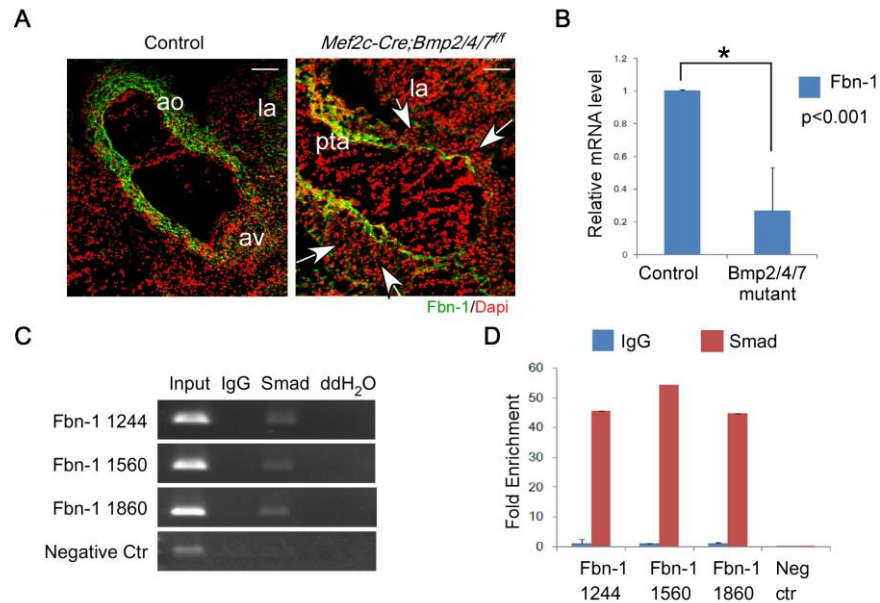 A
Control
Mef2c-Cre;Bmp2/4/7f/f
ao
la
av
la
pta
Fbn-1/Dapi
B
Relative mRNA level
1.2
1
0.8
0.6
0.4
0.2
0
*
Control
Bmp2/4/7
mutant
Fbn-1
p<0.001
C
Input IgG Smad ddH2O
Fbn-1 1244
Fbn-1 1560
Fbn-1 1860
Negative Ctr
D
IgG
Smad
Fold Enrichment
60
50
40
30
20
10
0
Fbn-1 Fbn-1 Fbn-1 Neg
1244 1560 1860 ctr